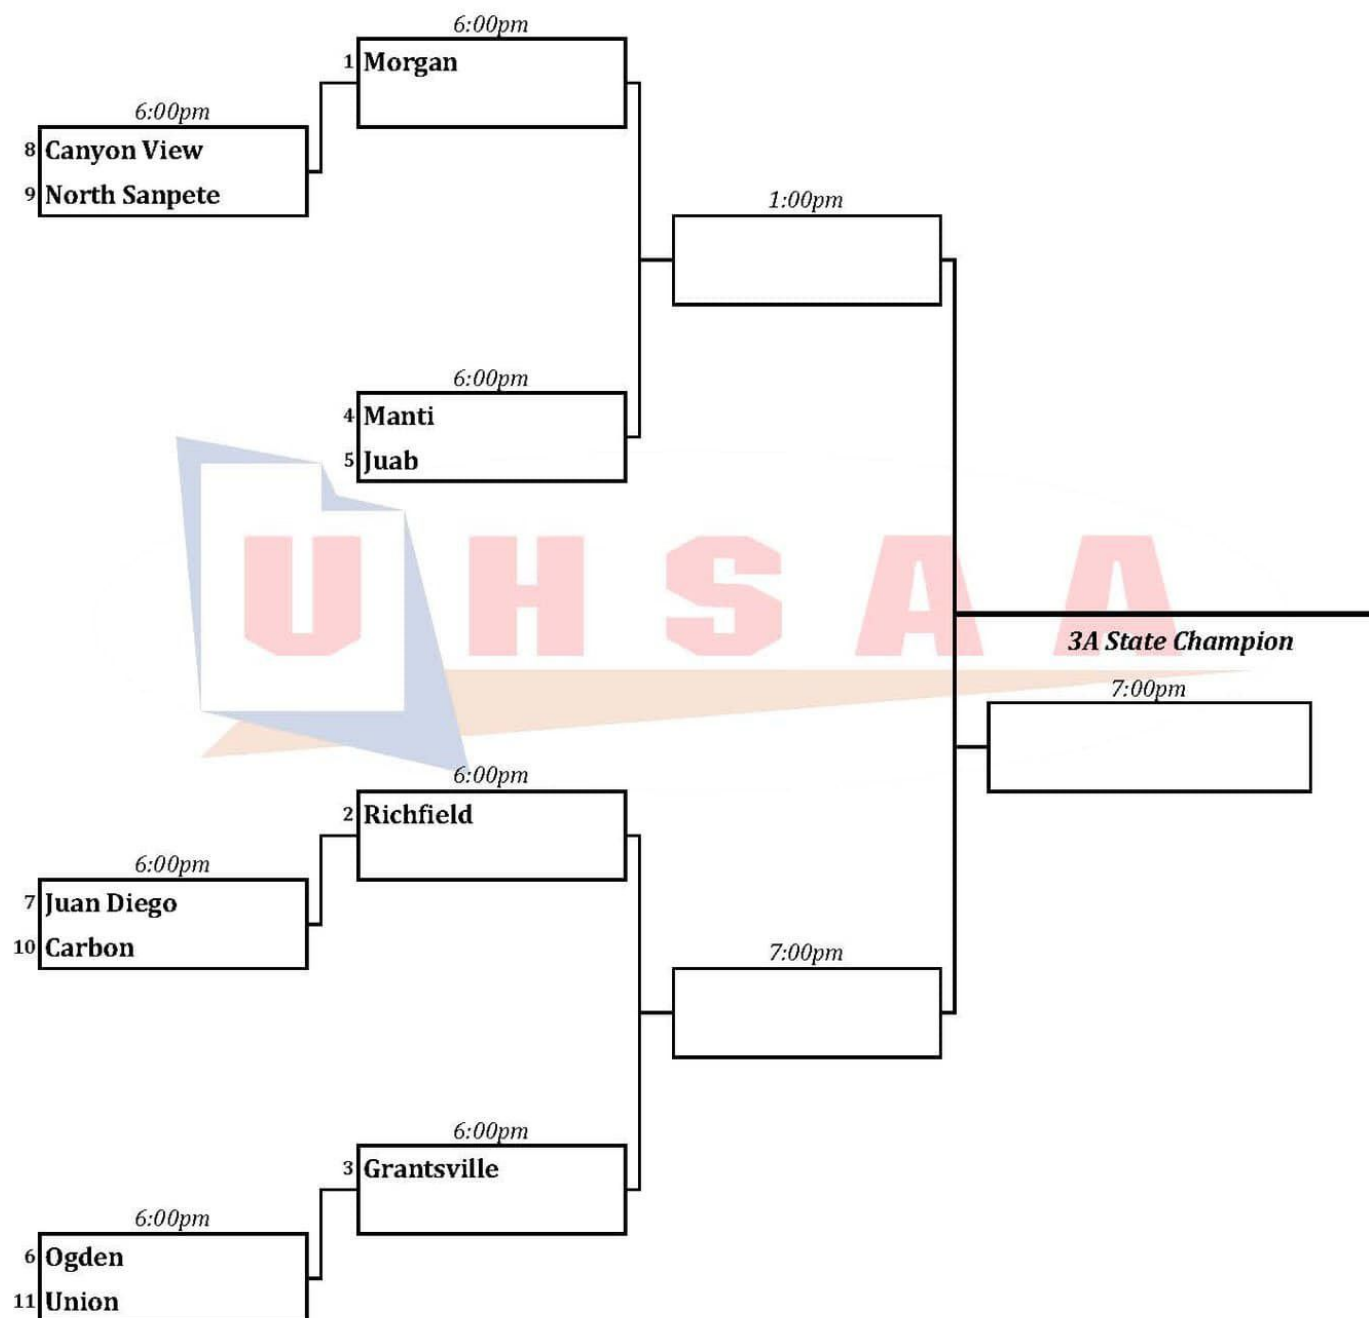 6:00pm
1 Morgan
6:00pm
8 Canyon View
9 North Sanpete
1:00pm
6:00pm
4 Manti
5 Juab
UHSAA
3A State Champion
7:00pm
6:00pm
2 Richfield
6:00pm
7 Juan Diego
10 Carbon
7:00pm
6:00pm
3 Grantsville
6:00pm
6 Ogden
11 Union